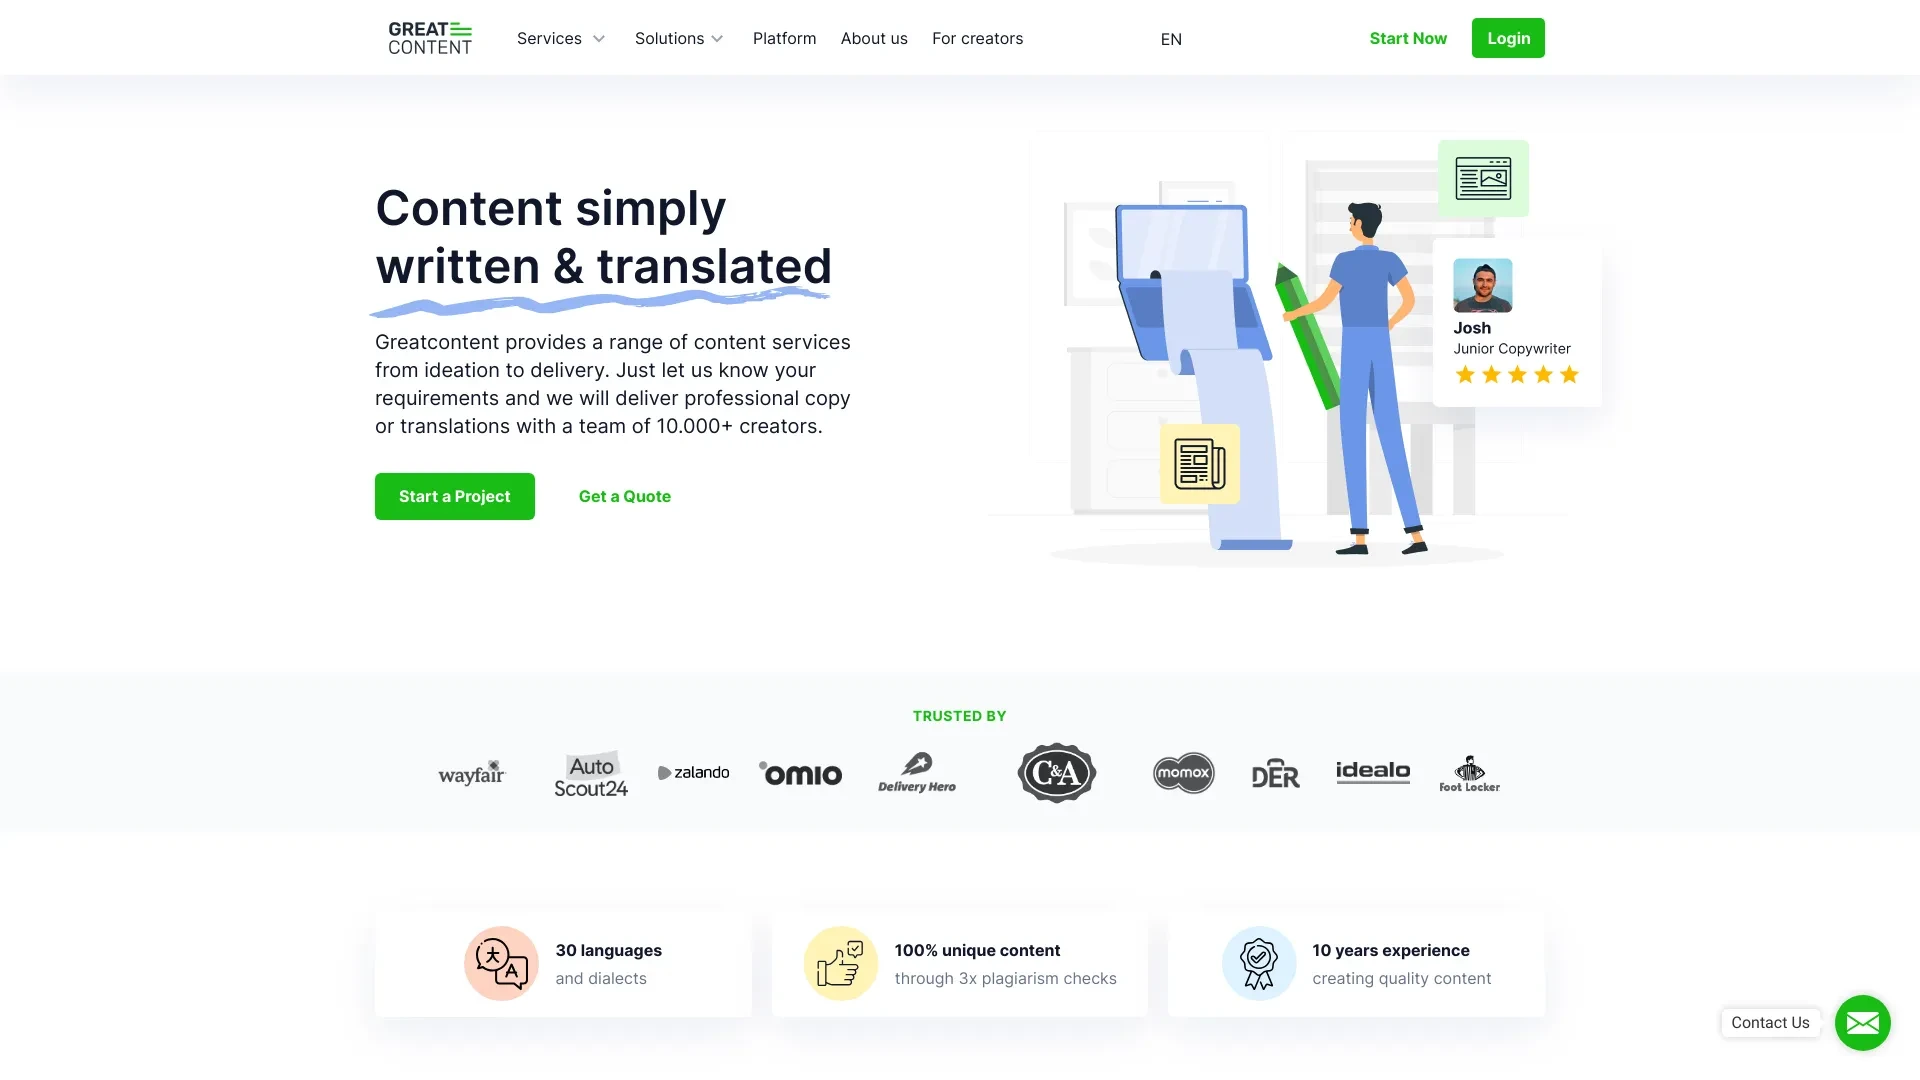 GREAT
CONTENT
Services
Solutions
Platform
About us
For creators
EN
Start Now
Login
Content simply
written & translated
Greatcontent provides a range of content services
from ideation to delivery. Just let us know your
requirements and we will deliver professional copy
or translations with a team of 10.000+ creators.
Start a Project
Get a Quote
Josh
Junior Copywriter
TRUSTED BY
wayfair
Auto
Scout24
zalando
omio
Delivery Hero
C&A
momox
DER
idealo
Foot Locker
30 languages
and dialects
100% unique content
through 3x plagiarism checks
10 years experience
creating quality content
Contact Us